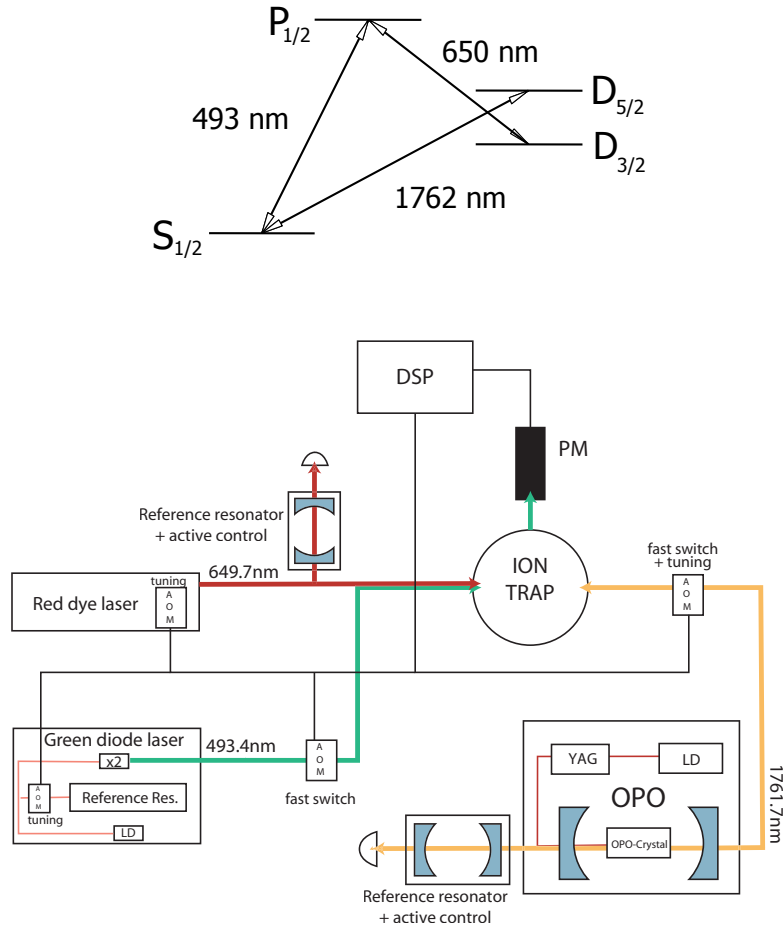 P1/2
650 nm
D5/2
493 nm
D3/2
1762 nm
S1/2
DSP
PM
Reference resonator
+ active control
ION
TRAP
fast switch
+ tuning
A
O
M
649.7nm
tuning
Red dye laser
A
O
M
Green diode laser
x2
493.4nm
A
O
M
fast switch
A
O
M
tuning
Reference Res.
LD
YAG
LD
OPO
OPO-Crystal
1761.7nm
Reference resonator
+ active control